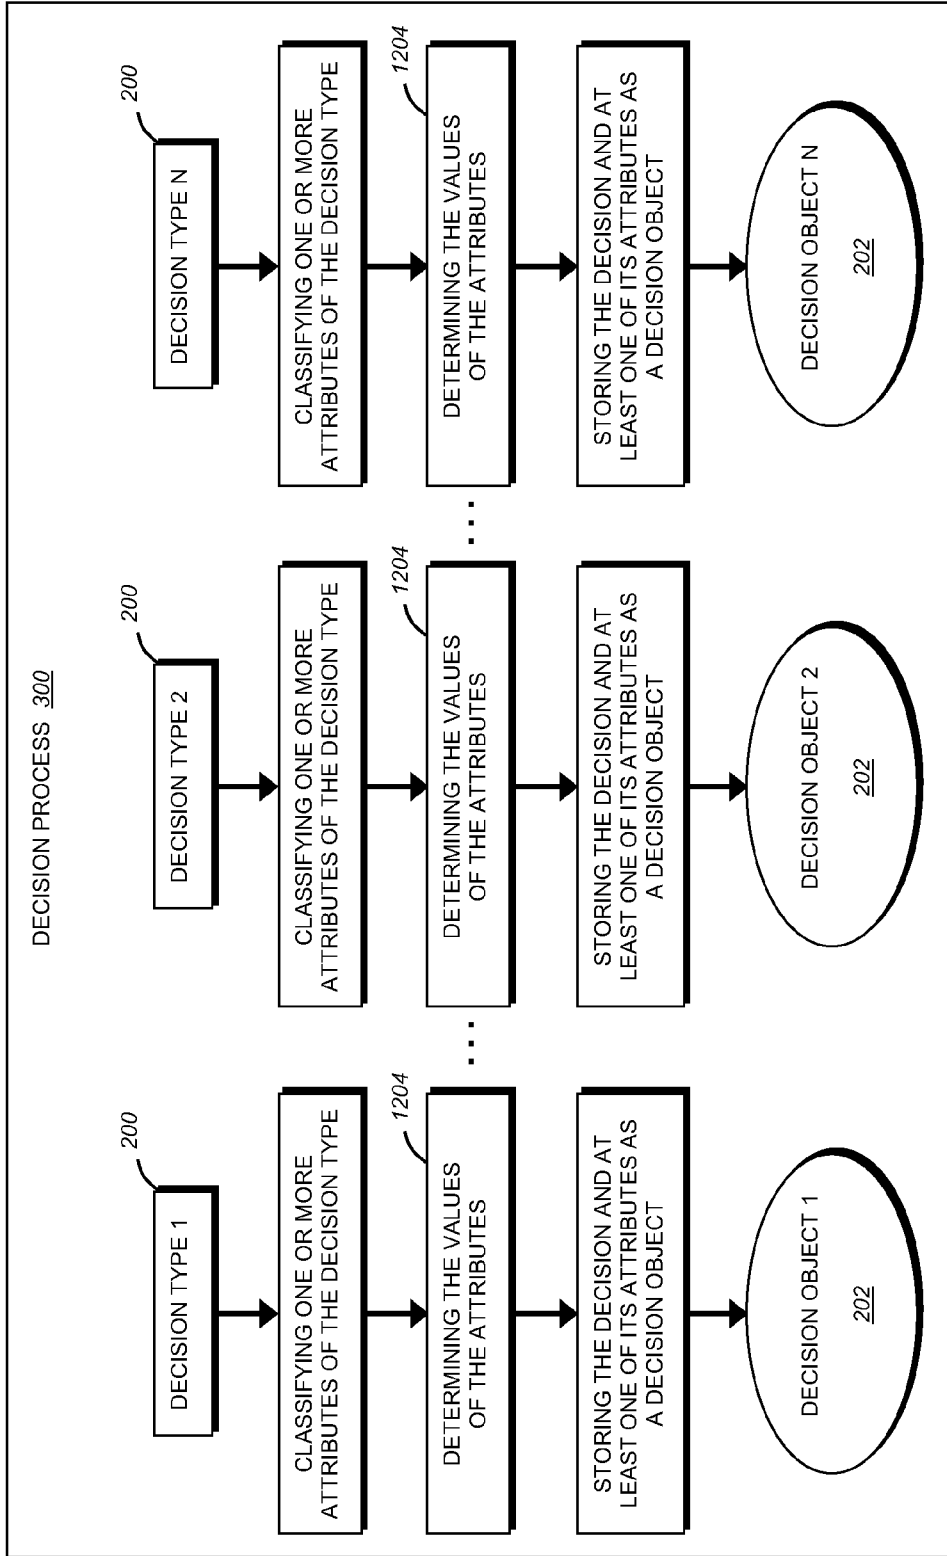 DECISION PROCESS 300
200
DECISION TYPE 1
CLASSIFYING ONE OR MORE
ATTRIBUTES OF THE DECISION TYPE
1204
DETERMINING THE VALUES
OF THE ATTRIBUTES
STORING THE DECISION AND AT
LEAST ONE OF ITS ATTRIBUTES AS
A DECISION OBJECT
DECISION OBJECT 1
202
...
200
DECISION TYPE 2
CLASSIFYING ONE OR MORE
ATTRIBUTES OF THE DECISION TYPE
1204
DETERMINING THE VALUES
OF THE ATTRIBUTES
STORING THE DECISION AND AT
LEAST ONE OF ITS ATTRIBUTES AS
A DECISION OBJECT
DECISION OBJECT 2
202
...
200
DECISION TYPE N
CLASSIFYING ONE OR MORE
ATTRIBUTES OF THE DECISION TYPE
1204
DETERMINING THE VALUES
OF THE ATTRIBUTES
STORING THE DECISION AND AT
LEAST ONE OF ITS ATTRIBUTES AS
A DECISION OBJECT
DECISION OBJECT N
202